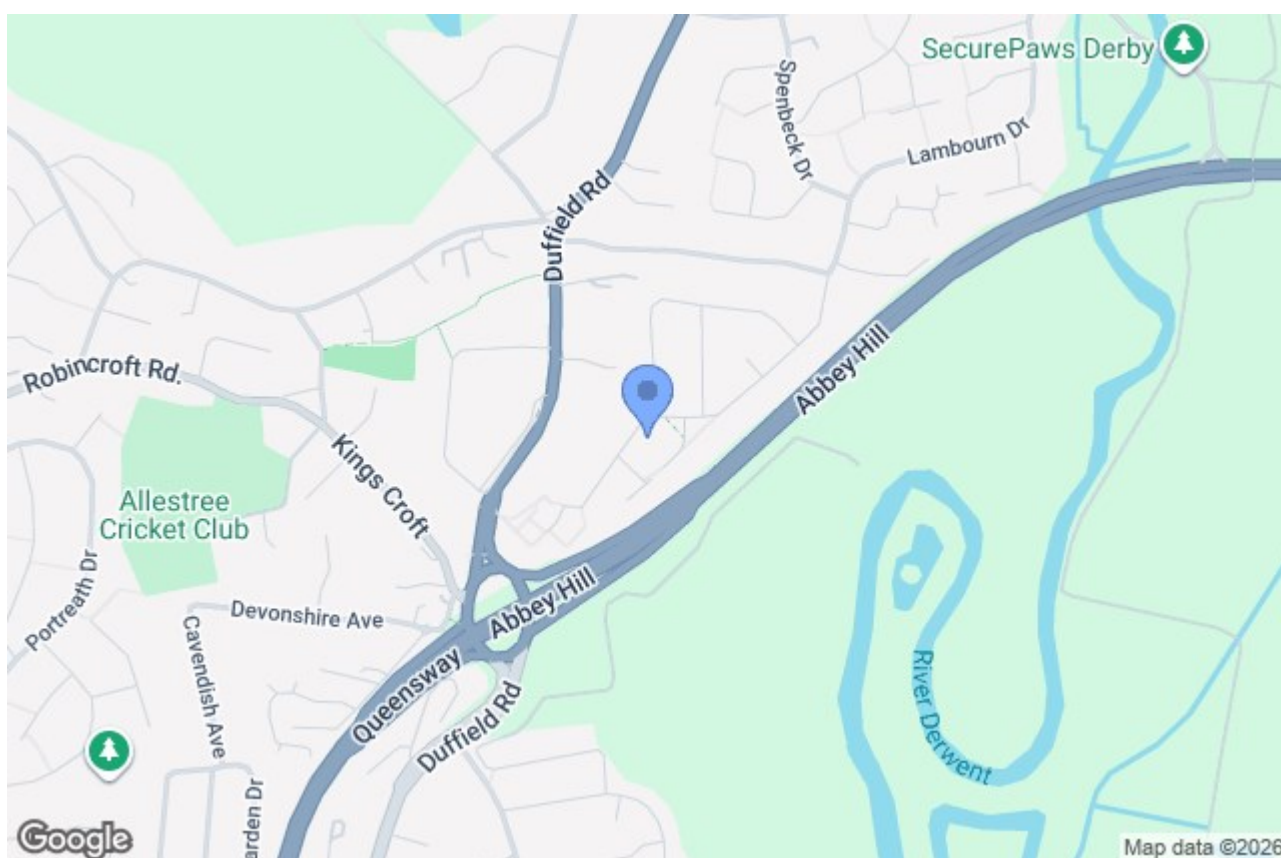 SecurePaws Derby
Spenbeck Dr
Lambourn Dr
Duffield Rd
Abbey Hill
Robincroft Rd.
Kings Croft
Allestree
Cricket Club
Portreath Dr
Devonshire Ave
Abbey Hill
Cavendish Ave
Queensway
Duffield Rd
River Derwent
arden Dr
Google
Map data ©2026